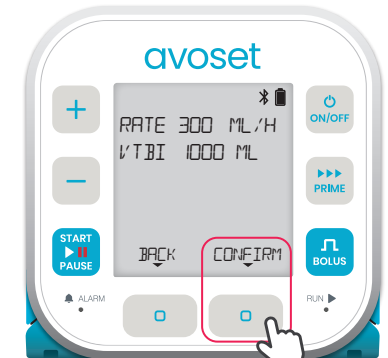 avoset
ON/OFF
RATE 300 ML/H
VTBI 1000 ML
PRIME
START
PAUSE
BACK CONFIRM
BOLUS
ALARM
RUN